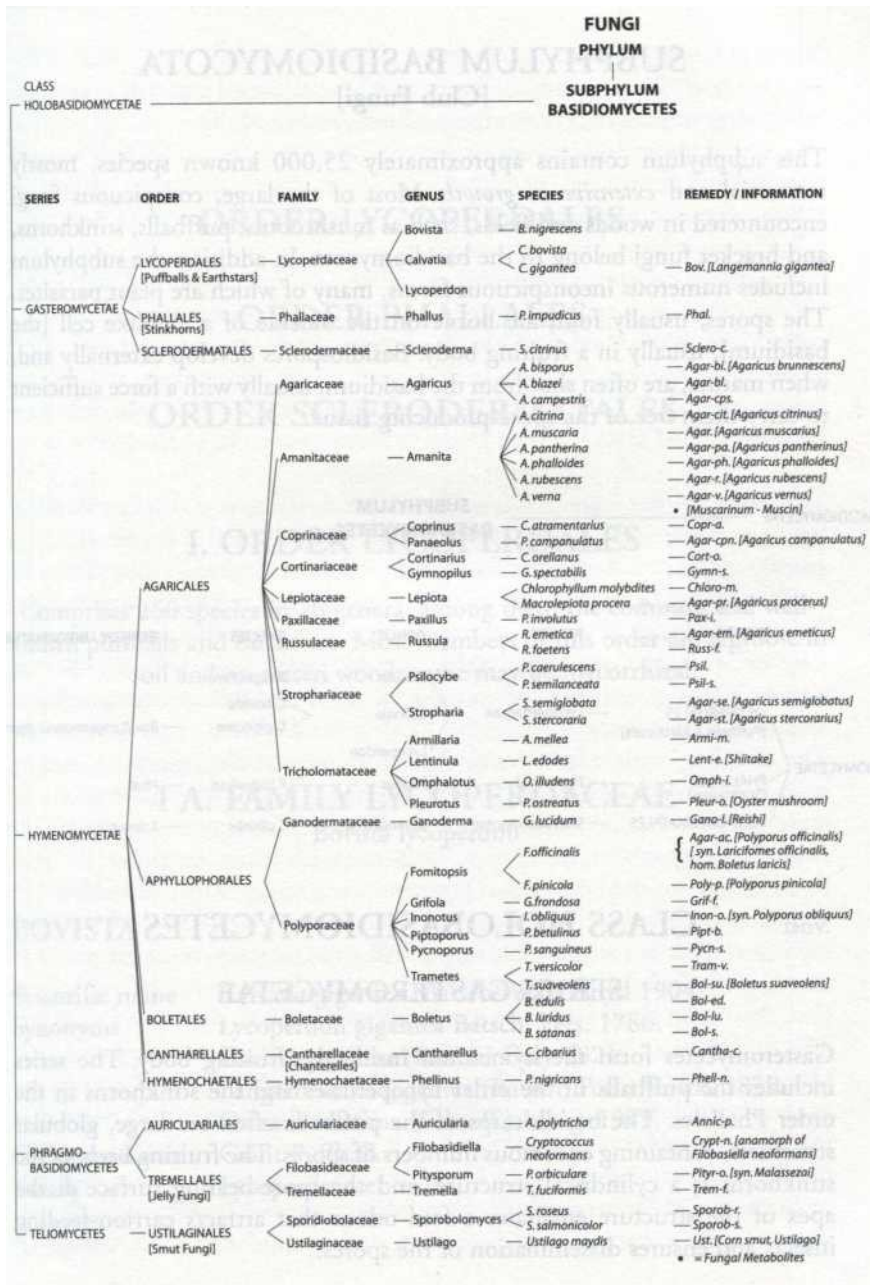 FUNGI
PHYLUM
CLASS
HOLOBASIDIOMYCETAE
SUBPHYLUM
BASIDIOMYCETES
SERIES ORDER FAMILY GENUS SPECIES REMEDY / INFORMATION
Bovista B. nigrescens
LYCOPERDALES Lycoperdaceae Calvatia C. bovista
[Puffballs & Earthstars] C. gigantea Bov. [Langemannia gigantea]
Lycoperdon
GASTEROMYCETAE PHALLALES Phallaceae Phallus P. impudicus Phal.
[Stinkhorns]
SCLERODERMATALES Sclerodermataceae Scleroderma S. citrina Sclero-c.
A. bisporus Agar-bi. [Agaricus brunnescens]
Agaricaceae Agaricus A. blazei Agar-bl.
A. campestris Agar-cps.
A. citrina Agar-cit. [Agaricus citrinus]
A. muscaria Agar. [Agaricus muscarius]
A. pantherina Agar-pa. [Agaricus pantherinus]
Amanitaceae Amanita A. phalloides Agar-ph. [Agaricus phalloides]
A. rubescens Agar-r. [Agaricus rubescens]
A. verna Agar-v. [Agaricus vernus]
• [Muscarinum - Muscin]
Coprinaceae Coprinus C. atramentarius Copr-a.
Panaeolus P. campanulatus Agar-cpn. [Agaricus campanulatus]
Cortinariaceae Cortinarius C. orellanus Cort-o.
Gymnopilus G. spectabilis Gymn-s.
AGARICALES Lepiotaceae Lepiota Chlorophyllum molybdites Chloro-m.
Macrolepiota procera Agar-pr. [Agaricus procerus]
Paxillaceae Paxillus P. involutus Pax-i.
Russulaceae Russula R. emetica Agar-em. [Agaricus emeticus]
R. foetens Russ-f.
Strophariaceae Psilocybe P. caerulescens Psil.
P. semilanceata Psil-s.
Stropharia S. semiglobata Agar-se. [Agaricus semiglobatus]
S. stercoraria Agar-st. [Agaricus stercorarius]
Armillaria A. mellea Armi-m.
Tricholomataceae Lentinula L. edodes Lent-e. [Shiitake]
Omphalotus O. illudens Omph-i.
Pleurotus P. ostreatus Pleur-o. [Oyster mushroom]
Ganodermataceae Ganoderma G. lucidum Gano-l. [Reishi]
HYMENOMYCETAE F. officinalis { Agar-ac. [Polyporus officinalis]
[ syn. Laricifomes officinalis,
hom. Boletus laricis]
APHYLLOPHORALES Fomitopsis F. pinicola Poly-p. [Polyporus pinicola]
Grifola G. frondosa Grif-f.
Polyporaceae Inonotus I. obliquus Inon-o. [syn. Polyporus obliquus]
Piptoporus P. betulina Pipt-b.
Pycnoporus P. sanguineus Pycn-s.
Trametes T. versicolor Tram-v.
T. suaveolens Bol-su. [Boletus suaveolens]
BOLETALES Boletaceae Boletus B. edulis Bol-ed.
B. luridus Bol-lu.
B. satanas Bol-s.
CANTHARELLALES Cantharellaceae Cantharellus C. cibarius Cantha-c.
[Chanterelles]
HYMENOCHAETALES Hymenochaetaceae Phellinus P. nigricans Phell-n.
AURICULARIALES Auriculariaceae Auricularia A. polytricha Annic-p.
PHRAGMO-
BASIDIOMYCETES Filobasideaceae Filobasidiella Cryptococcus Crypt-n. [anamorph of
neoformans Filobasiella neoformans]
Pitysporum P. orbiculare Pityr-o. (syn. Malassezai]
TREMELLALES Tremellaceae Tremella T. fuciformis Trem-f.
[Jelly Fungi]
Sporidiobolaceae Sporobolomyces S. roseus Sporob-r.
S. salmonicolor Sporob-s.
TELIOMYCETES USTILAGINALES Ustilaginaceae Ustilago Ustilago maydis Ust. [Corn smut, Ustilago]
[Smut Fungi]
• = Fungal Metabolites